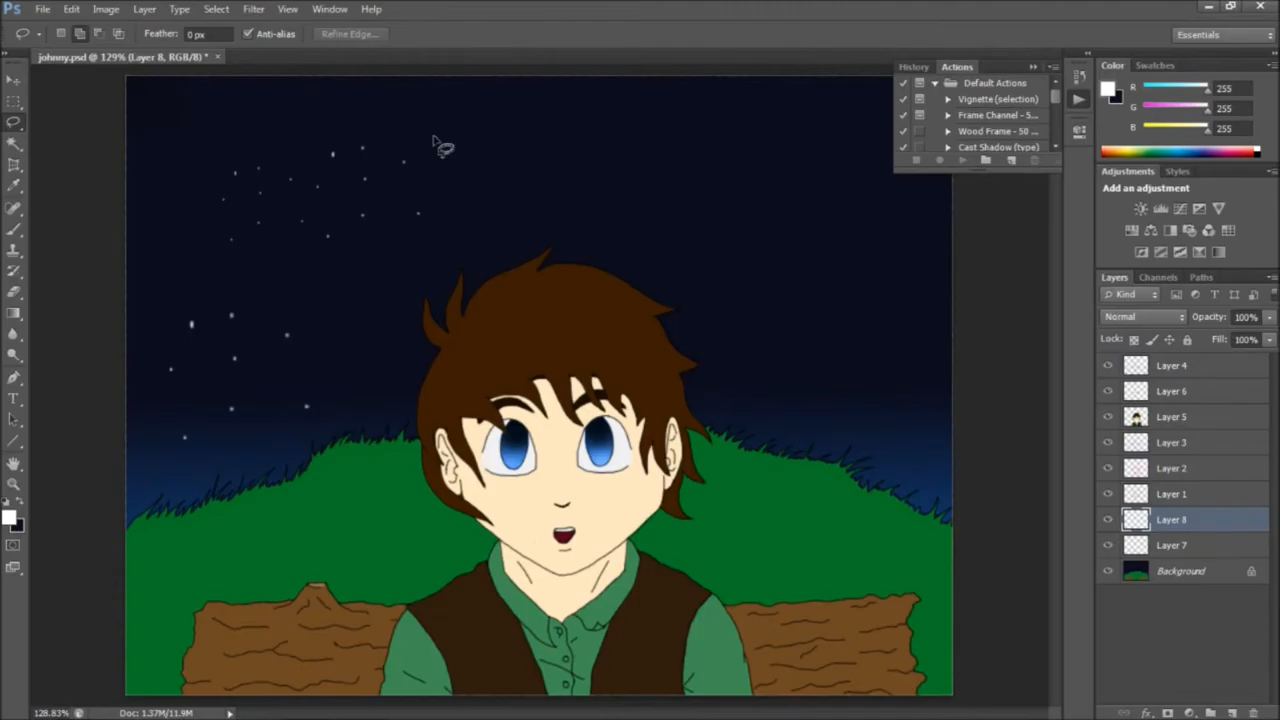 Ps File Edit Image Layer Type Select Filter View Window Help
Feather: 0 px Anti-alias Refine Edge... Essentials
johnny.psd @ 129% (Layer 8, RGB/8) * ×
History Actions
Default Actions
Vignette (selection)
Frame Channel - 5...
Wood Frame - 50 ...
Cast Shadow (type)
Color Swatches
R 255
G 255
B 255
Adjustments Styles
Add an adjustment
Layers Channels Paths
Kind
Normal Opacity: 100%
Lock: Fill: 100%
Layer 4
Layer 6
Layer 5
Layer 3
Layer 2
Layer 1
Layer 8
Layer 7
Background
128.83% Doc: 1.37M/11.9M